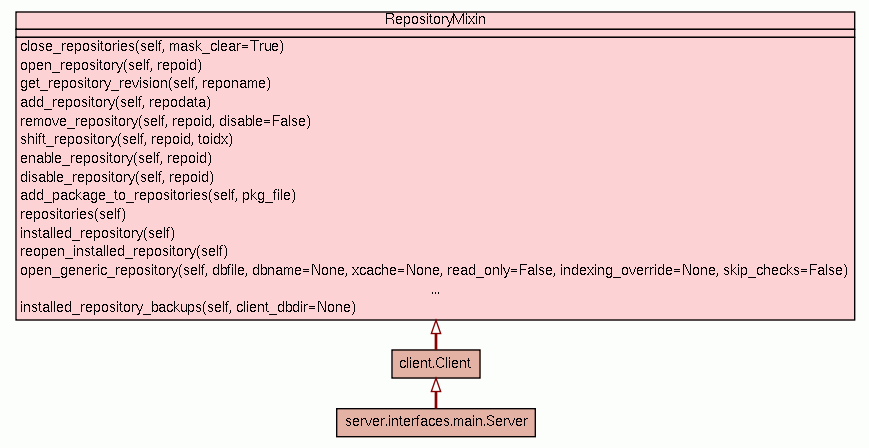 RepositoryMixin
close_repositories(self, mask_clear=True)
open_repository(self, repoid)
get_repository_revision(self, reponame)
add_repository(self, repodata)
remove_repository(self, repoid, disable=False)
shift_repository(self, repoid, toidx)
enable_repository(self, repoid)
disable_repository(self, repoid)
add_package_to_repositories(self, pkg_file)
repositories(self)
installed_repository(self)
reopen_installed_repository(self)
open_generic_repository(self, dbfile, dbname=None, xcache=None, read_only=False, indexing_override=None, skip_checks=False)
...
installed_repository_backups(self, client_dbdir=None)
client.Client
server.interfaces.main.Server